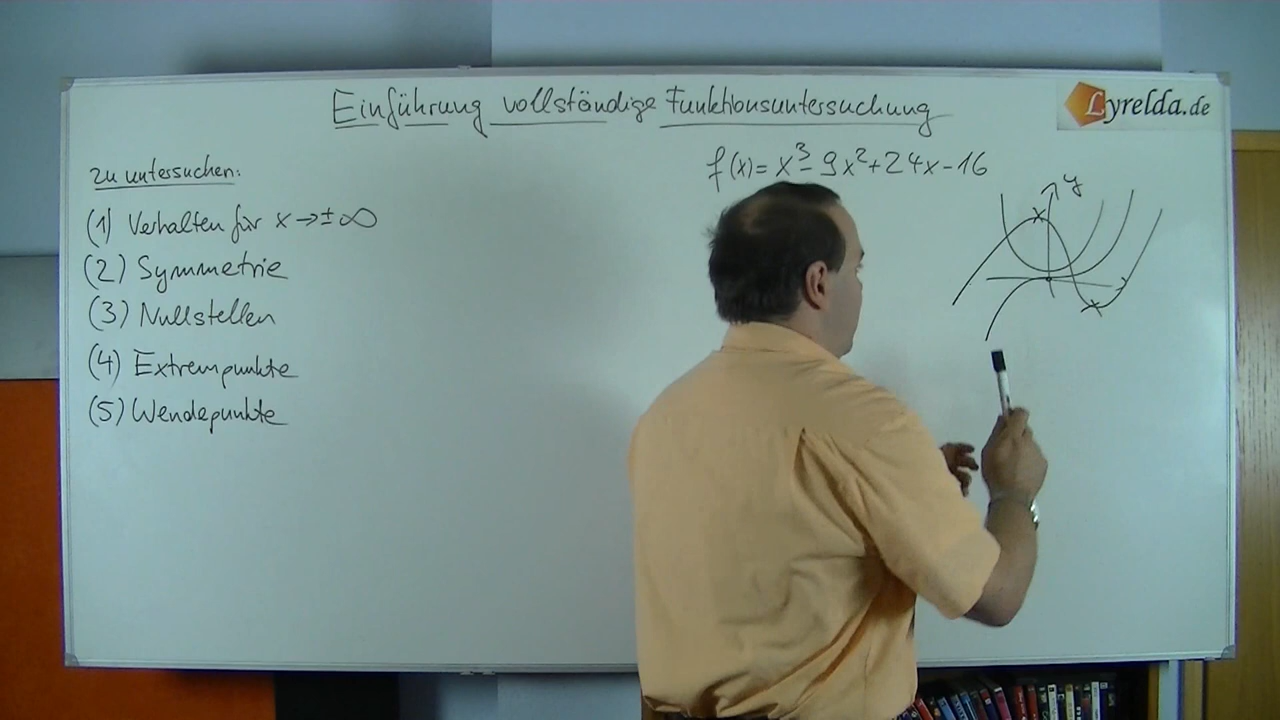 Einführung vollständige Funktionsuntersuchung
Lyrelda.de
f(x)= x³- 9x²+24x-16
zu untersuchen:
(1) Verhalten für x→±∞
(2) Symmetrie
(3) Nullstellen
(4) Extrempunkte
(5) Wendepunkte
y